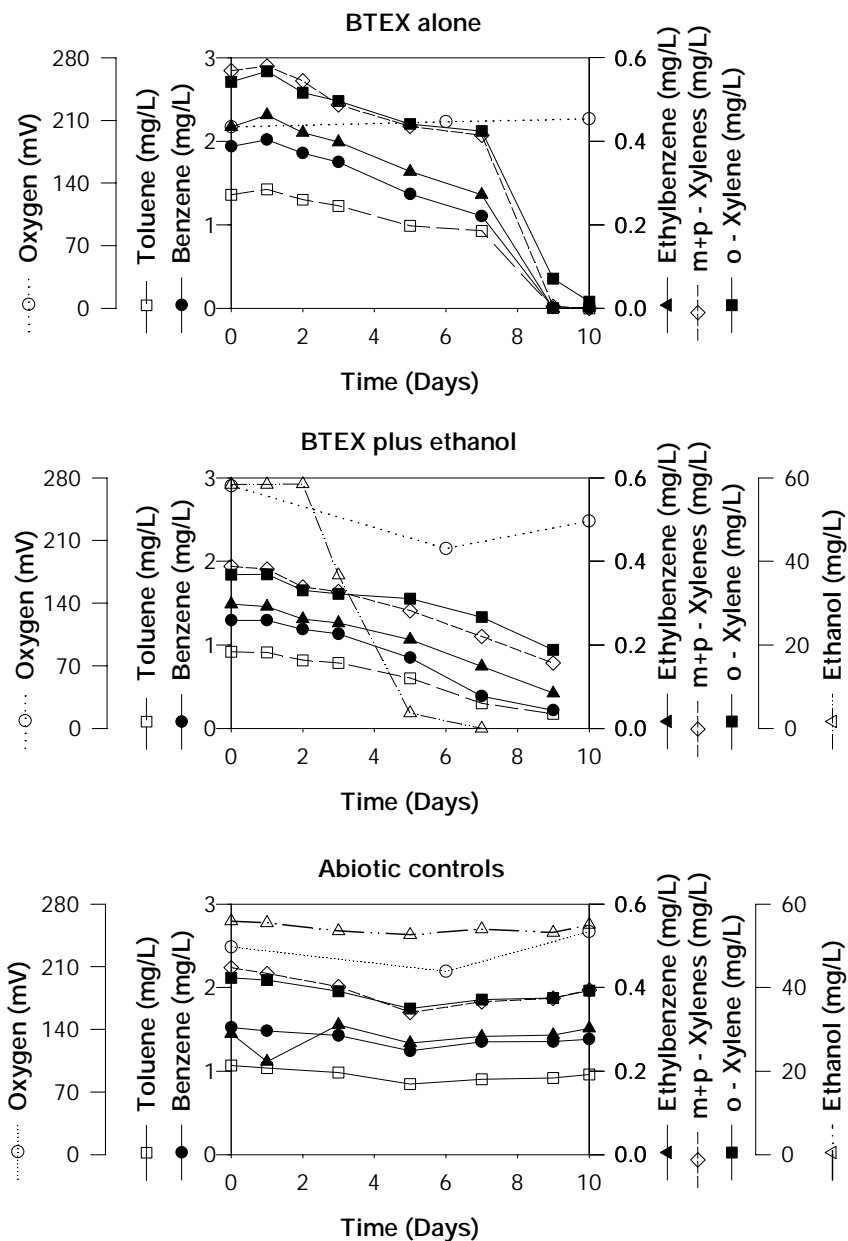 BTEX alone
Oxygen (mV)
280
210
140
70
0
Toluene (mg/L)
Benzene (mg/L)
3
2
1
0
0.6
0.4
0.2
0.0
Ethylbenzene (mg/L)
m+p - Xylenes (mg/L)
o - Xylene (mg/L)
0 2 4 6 8 10
Time (Days)
BTEX plus ethanol
Oxygen (mV)
280
210
140
70
0
Toluene (mg/L)
Benzene (mg/L)
3
2
1
0
0.6
0.4
0.2
0.0
Ethylbenzene (mg/L)
m+p - Xylenes (mg/L)
o - Xylene (mg/L)
60
40
20
0
Ethanol (mg/L)
0 2 4 6 8 10
Time (Days)
Abiotic controls
Oxygen (mV)
280
210
140
70
0
Toluene (mg/L)
Benzene (mg/L)
3
2
1
0
0.6
0.4
0.2
0.0
Ethylbenzene (mg/L)
m+p - Xylenes (mg/L)
o - Xylene (mg/L)
60
40
20
0
Ethanol (mg/L)
0 2 4 6 8 10
Time (Days)